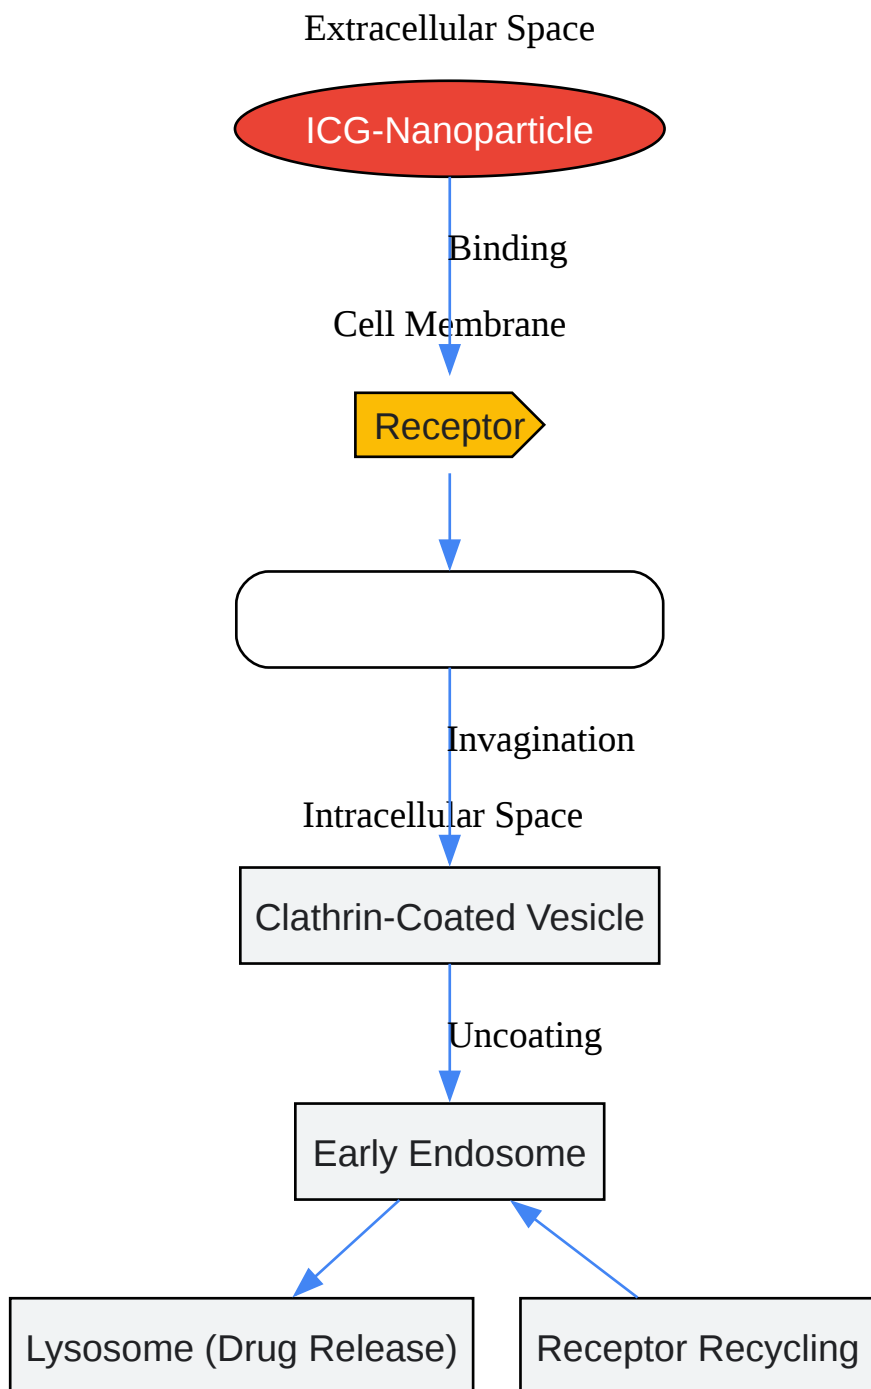 Extracellular Space
ICG-Nanoparticle
Binding
Cell Membrane
Receptor
Invagination
Intracellular Space
Clathrin-Coated Vesicle
Uncoating
Early Endosome
Lysosome (Drug Release)
Receptor Recycling